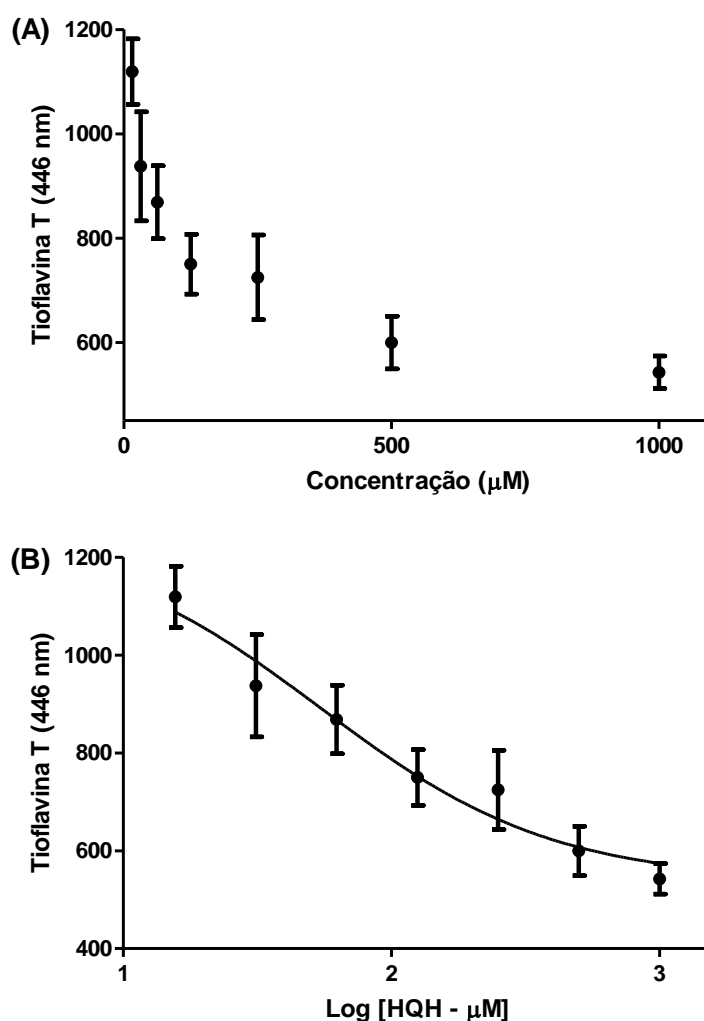 (A)
1200
1000
800
600
Tioflavina T (446 nm)
0
500
1000
Concentração (μM)
(B)
1200
1000
800
600
400
Tioflavina T (446 nm)
1
2
3
Log [HQH - μM]